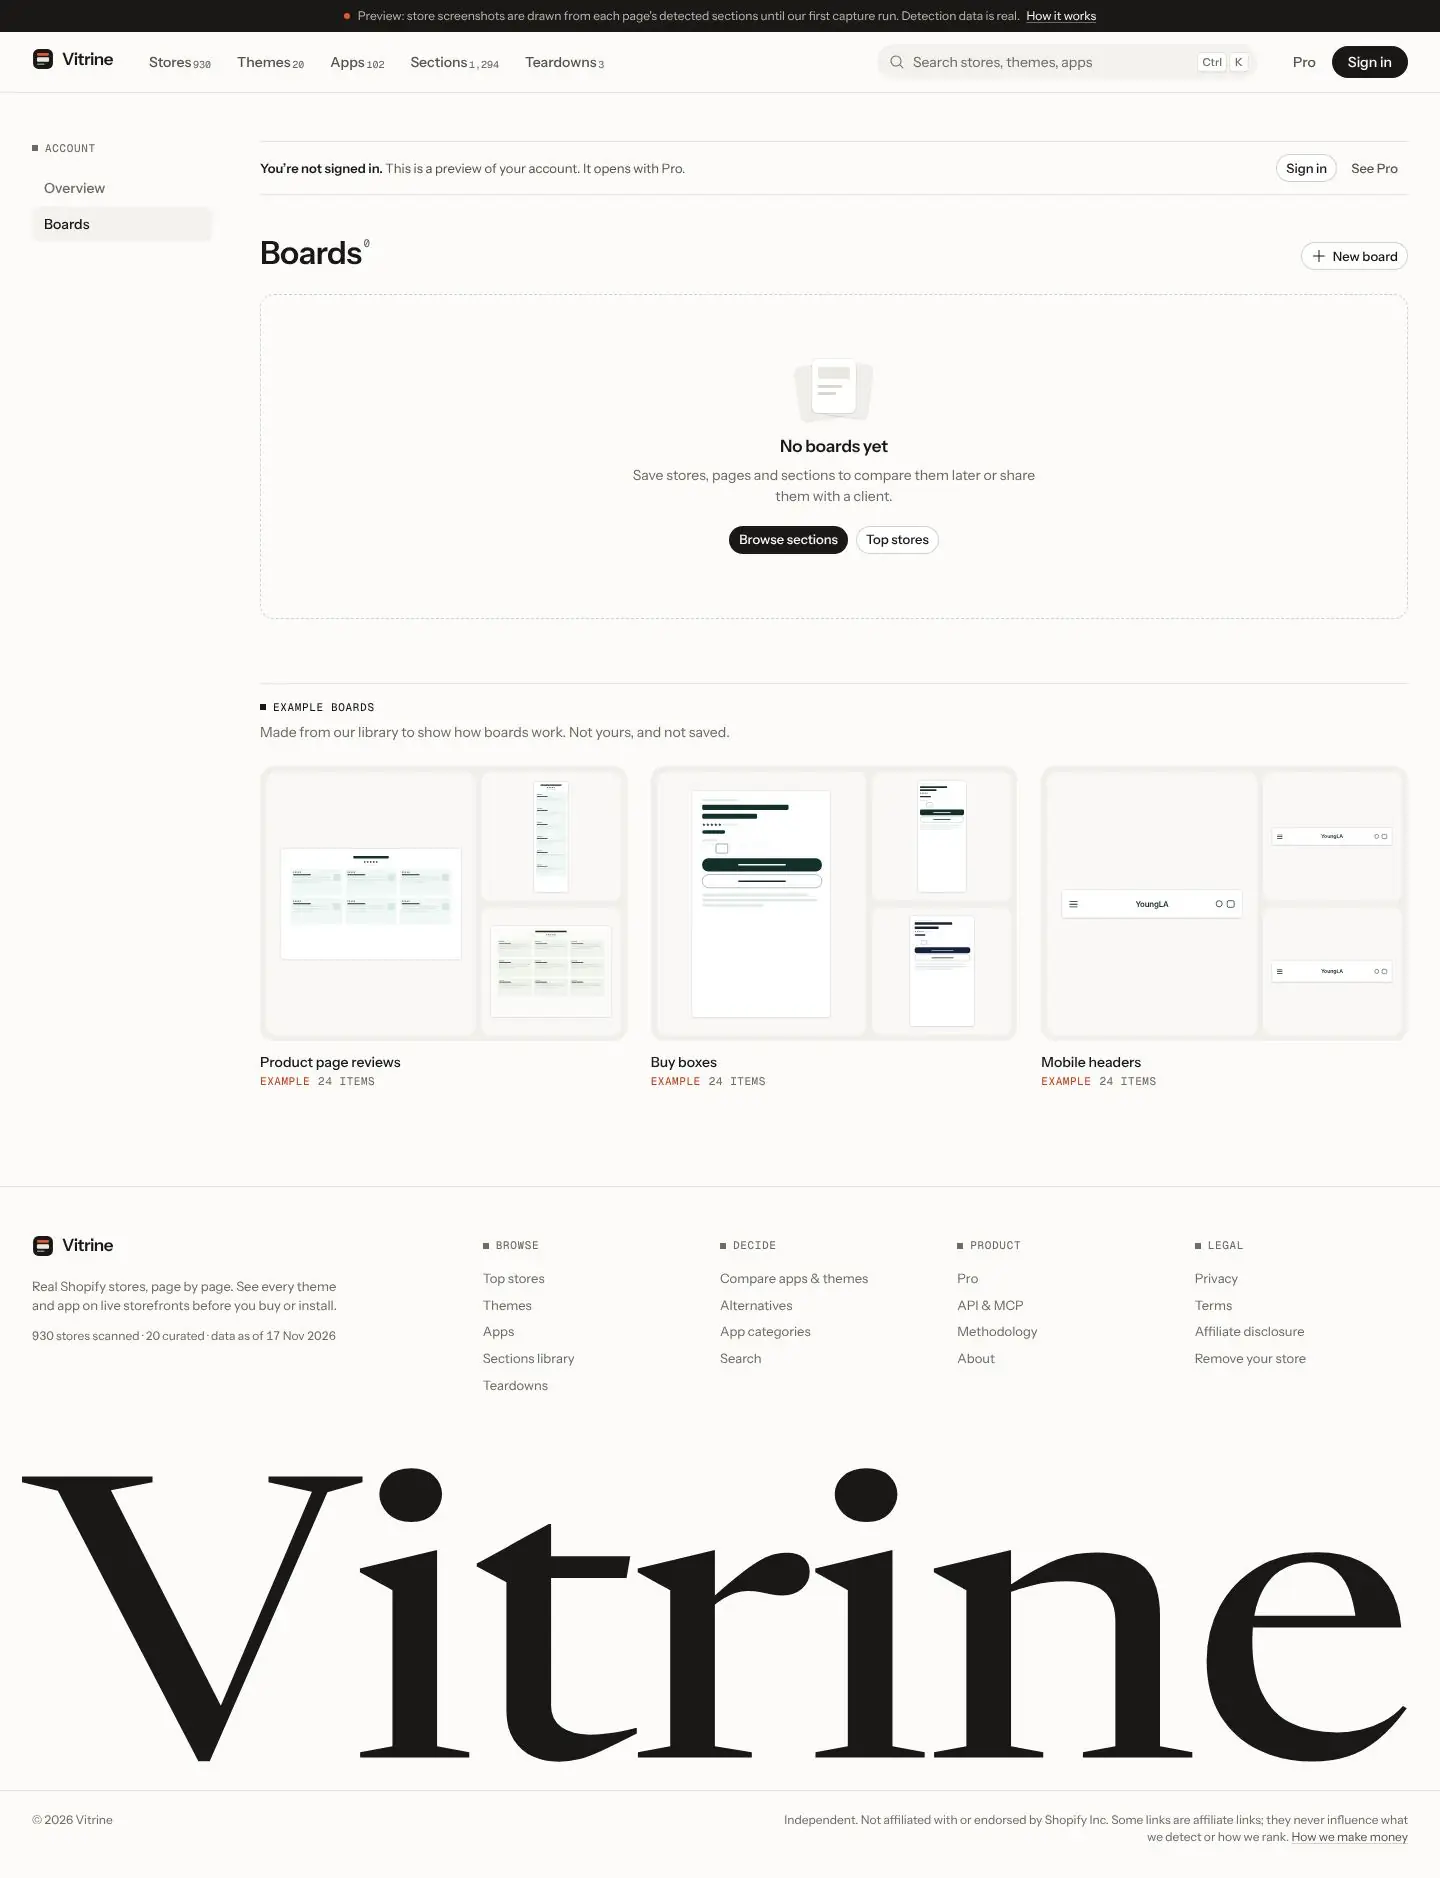 Preview: store screenshots are drawn from each page's detected sections until our first capture run. Detection data is real. How it works
Vitrine
Stores 930
Themes 20
Apps 102
Sections 1,294
Teardowns 3
Search stores, themes, apps
Ctrl K
Pro
Sign in
ACCOUNT
Overview
Boards
You're not signed in. This is a preview of your account. It opens with Pro.
Sign in
See Pro
Boards 0
New board
No boards yet
Save stores, pages and sections to compare them later or share
them with a client.
Browse sections
Top stores
EXAMPLE BOARDS
Made from our library to show how boards work. Not yours, and not saved.
YoungLA
YoungLA
YoungLA
Product page reviews
EXAMPLE 24 ITEMS
Buy boxes
EXAMPLE 24 ITEMS
Mobile headers
EXAMPLE 24 ITEMS
Vitrine
Real Shopify stores, page by page. See every theme
and app on live storefronts before you buy or install.
930 stores scanned · 20 curated · data as of 17 Nov 2026
BROWSE
Top stores
Themes
Apps
Sections library
Teardowns
DECIDE
Compare apps & themes
Alternatives
App categories
Search
PRODUCT
Pro
API & MCP
Methodology
About
LEGAL
Privacy
Terms
Affiliate disclosure
Remove your store
Vitrine
© 2026 Vitrine
Independent. Not affiliated with or endorsed by Shopify Inc. Some links are affiliate links; they never influence what
we detect or how we rank. How we make money